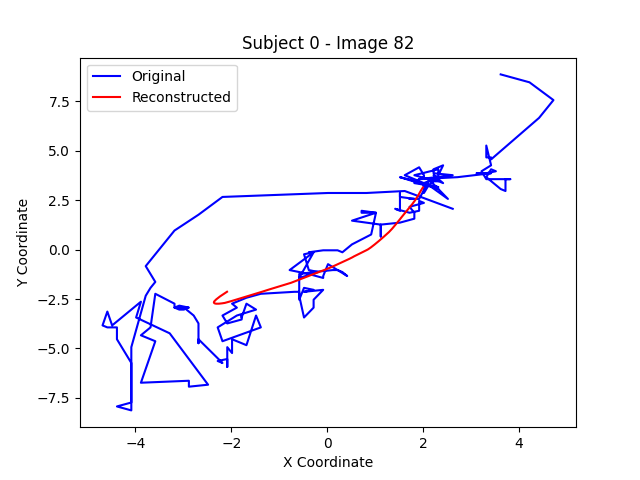 Subject 0 - Image 82
Original
Reconstructed
7.5
5.0
2.5
0.0
−2.5
−5.0
−7.5
Y Coordinate
−4 −2 0 2 4
X Coordinate